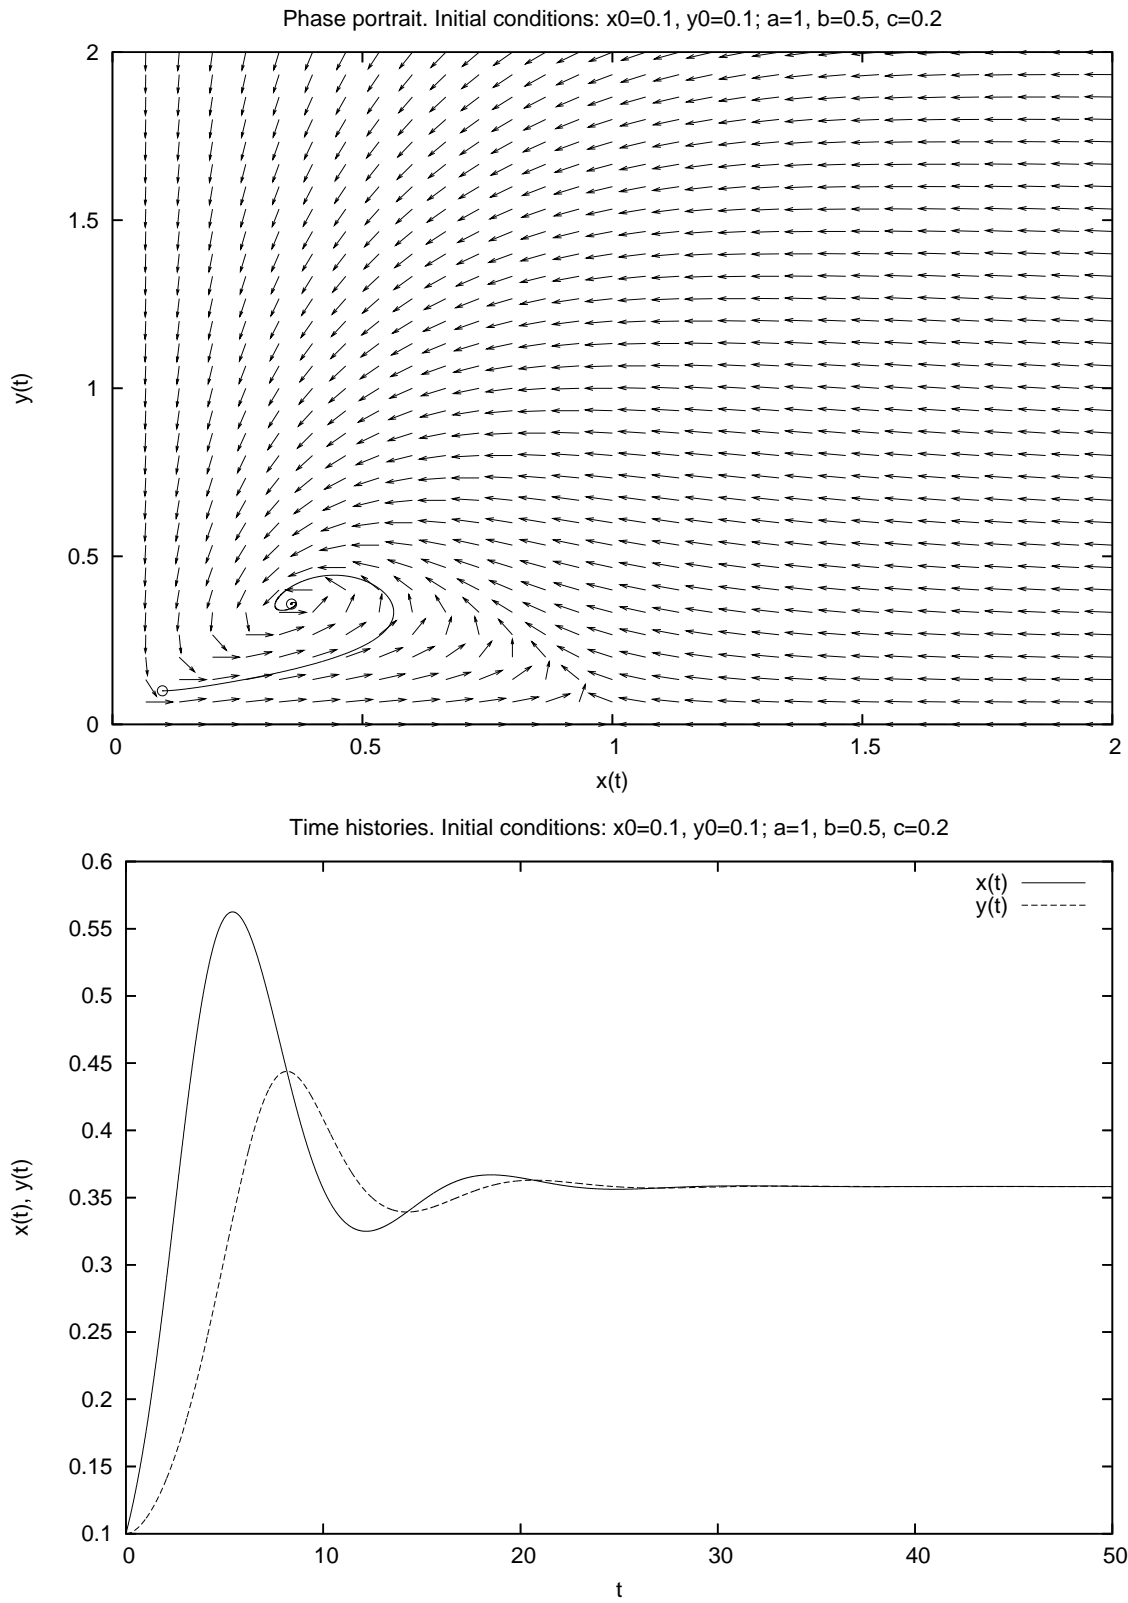 Phase portrait. Initial conditions: x0=0.1, y0=0.1; a=1, b=0.5, c=0.2
2
1.5
1
0.5
0
y(t)
0 0.5 1 1.5 2
x(t)
Time histories. Initial conditions: x0=0.1, y0=0.1; a=1, b=0.5, c=0.2
0.6
0.55
0.5
0.45
0.4
0.35
0.3
0.25
0.2
0.15
0.1
x(t), y(t)
x(t)
y(t)
0 10 20 30 40 50
t